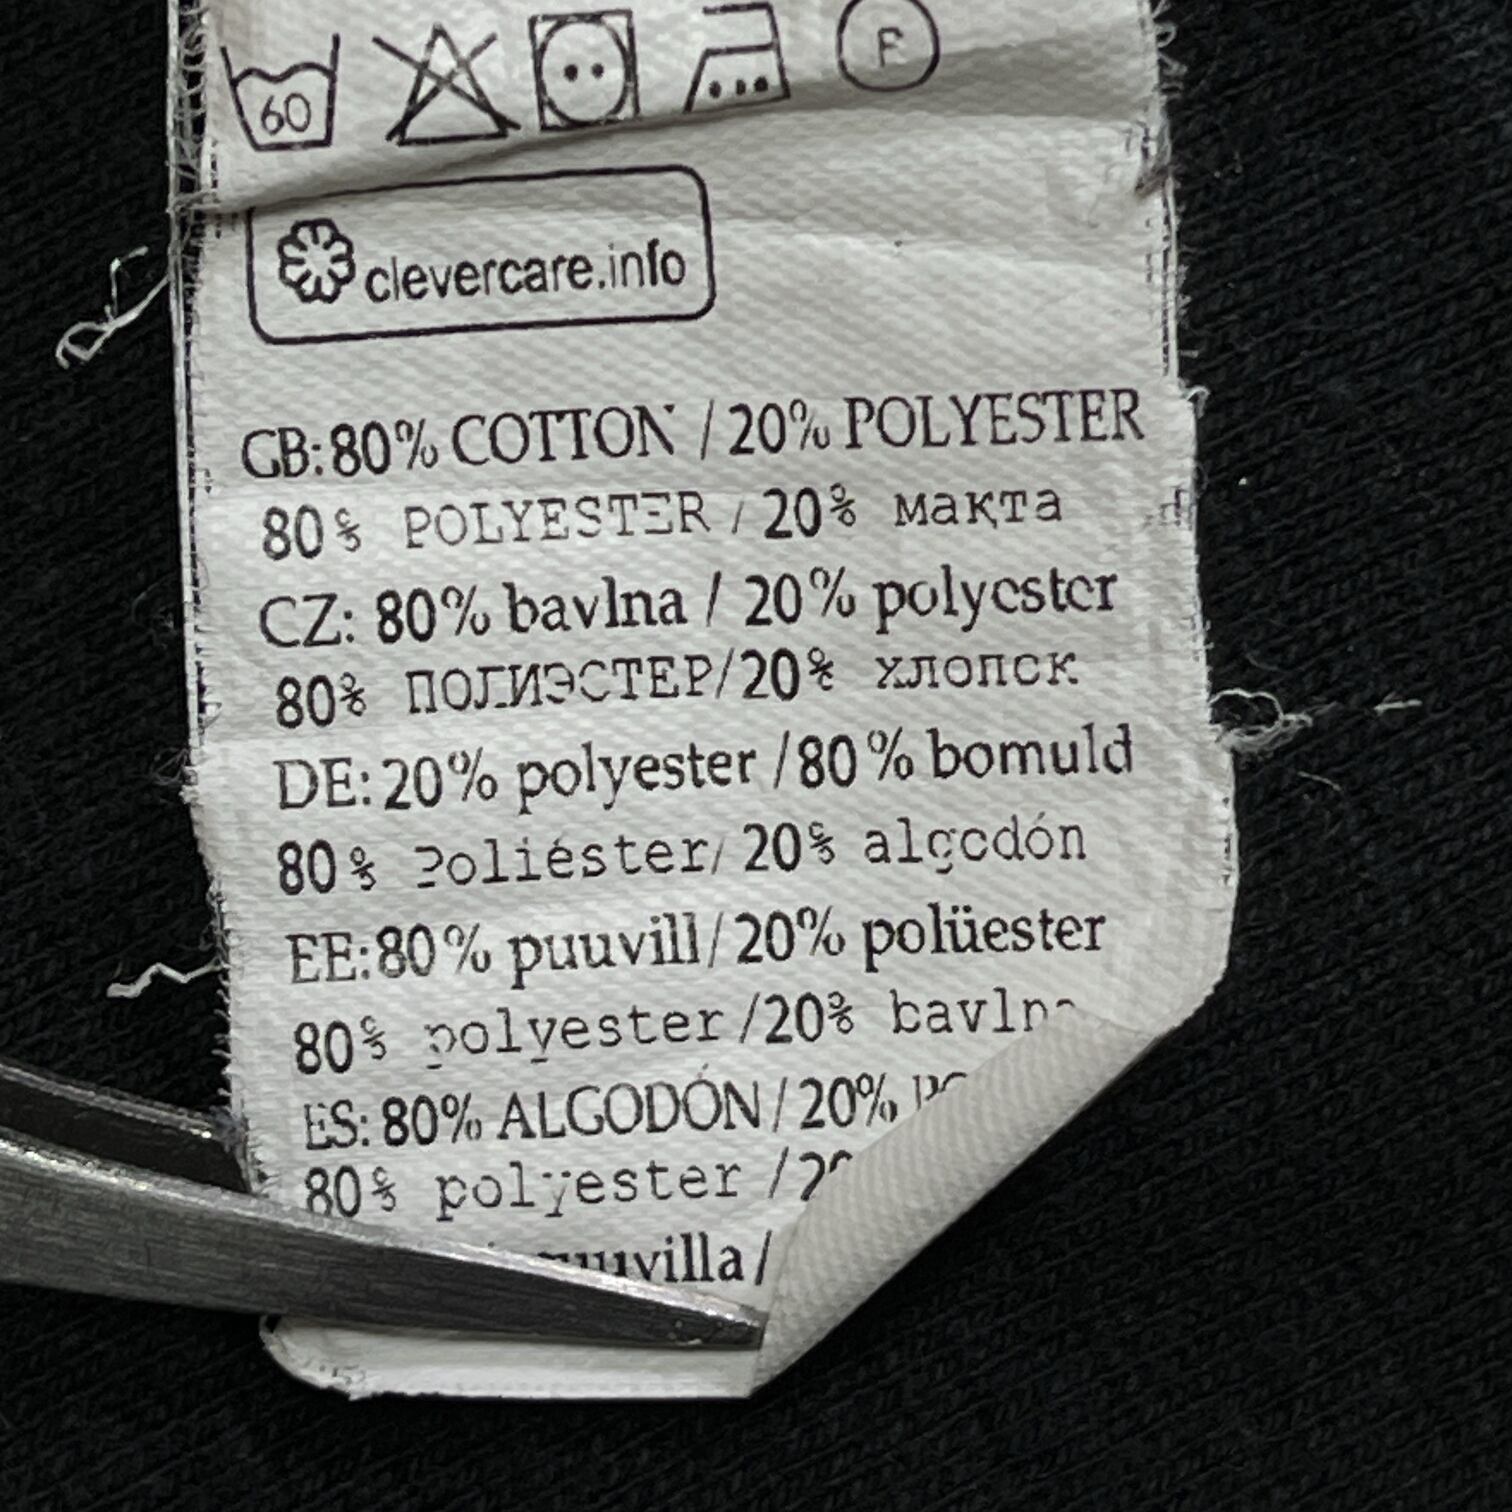 60
F
clevercare.info
GB: 80% COTTON / 20% POLYESTER
80% POLYESTER / 20% мақта
CZ: 80% bavlna / 20% polyester
80% ПОЛИЭСТЕР/20% хлопск
DE: 20% polyester / 80% bomuld
80% Poliéster/ 20% algodón
EE: 80% puuvill/20% polüester
80% polyester /20% bavlna
ES: 80% ALGODÓN/20%
80% polyester /
puuvilla/